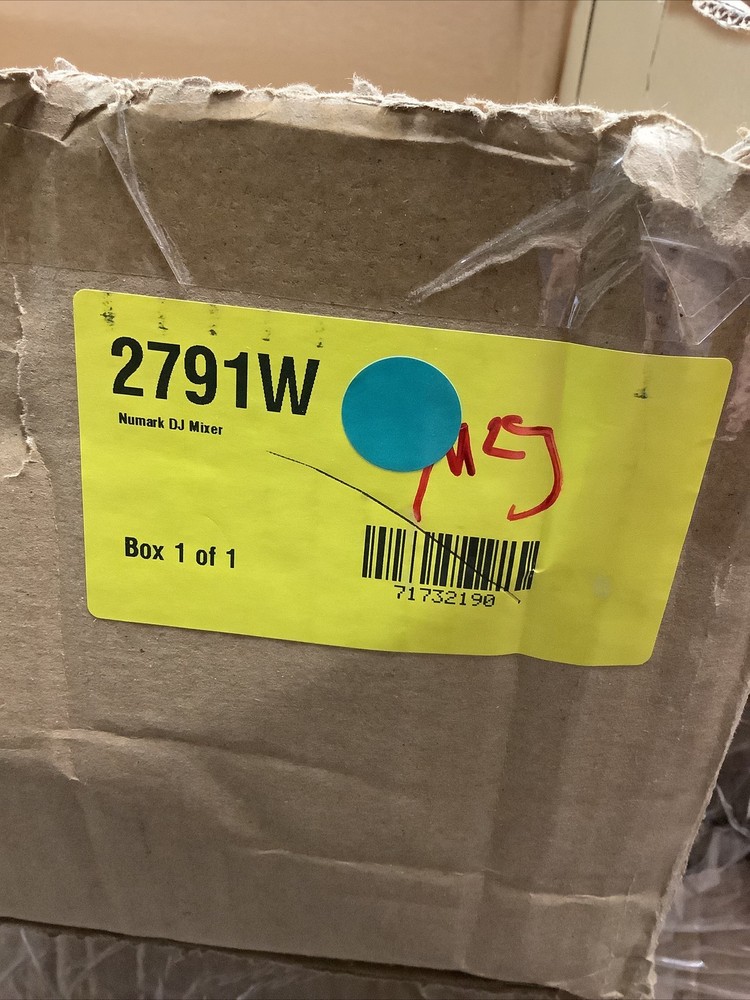 2791W
Numark DJ Mixer
Box 1 of 1
71732190